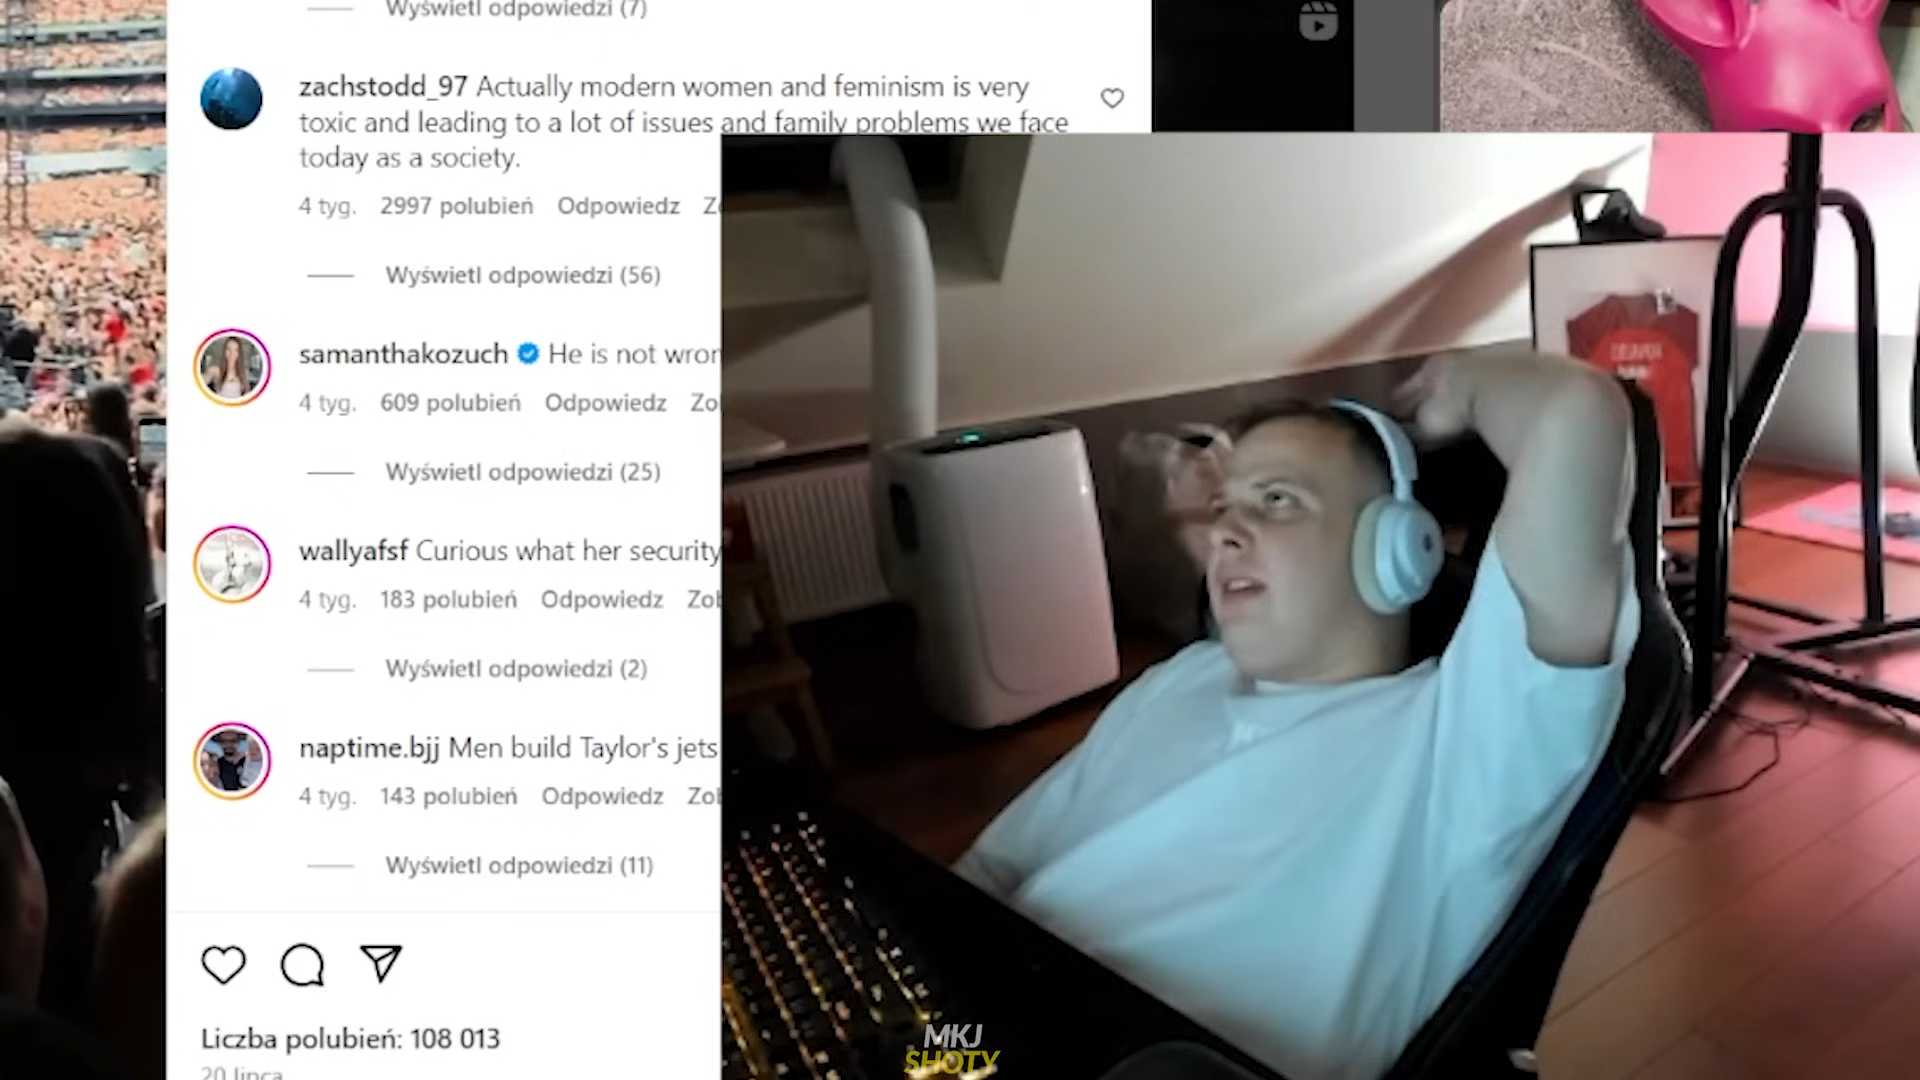 Wyświetl odpowiedzi (7)
zachstodd_97 Actually modern women and feminism is very
toxic and leading to a lot of issues and family problems we face
today as a society.
4 tyg. 2997 polubień Odpowiedz
Wyświetl odpowiedzi (56)
samanthakozuch He is not
4 tyg. 609 polubień Odpowiedz
Wyświetl odpowiedzi (25)
wallyafsf Curious what her security
4 tyg. 183 polubień Odpowiedz
Wyświetl odpowiedzi (2)
naptime.bjj Men build Taylor's jets
4 tyg. 143 polubień Odpowiedz
Wyświetl odpowiedzi (11)
Liczba polubień: 108 013
20 lipca
MKJ
SHOTY